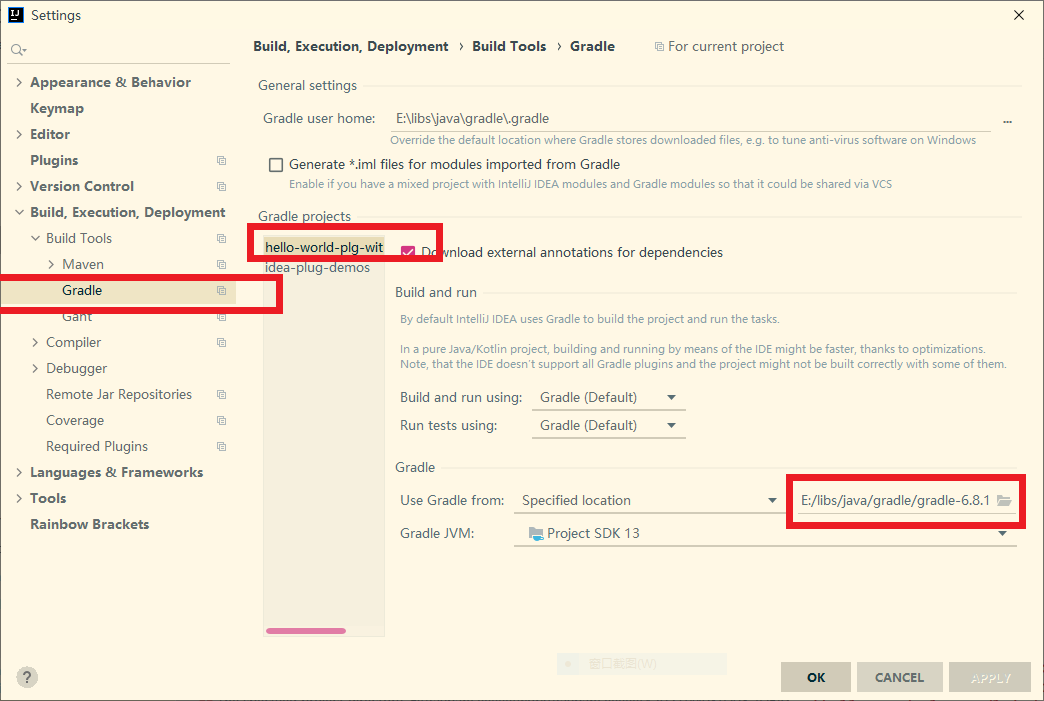 Settings
Build, Execution, Deployment › Build Tools › Gradle For current project
Appearance & Behavior
Keymap
Editor
Plugins
Version Control
Build, Execution, Deployment
Build Tools
Maven
Gradle
Gant
Compiler
Debugger
Remote Jar Repositories
Coverage
Required Plugins
Languages & Frameworks
Tools
Rainbow Brackets
General settings
Gradle user home: E:\libs\java\gradle\.gradle ...
Override the default location where Gradle stores downloaded files, e.g. to tune anti-virus software on Windows
Generate *.iml files for modules imported from Gradle
Enable if you have a mixed project with IntelliJ IDEA modules and Gradle modules so that it could be shared via VCS
Gradle projects
hello-world-plg-wit
idea-plug-demos
Download external annotations for dependencies
Build and run
By default IntelliJ IDEA uses Gradle to build the project and run the tasks.
In a pure Java/Kotlin project, building and running by means of the IDE might be faster, thanks to optimizations.
Note, that the IDE doesn't support all Gradle plugins and the project might not be built correctly with some of them.
Build and run using: Gradle (Default)
Run tests using: Gradle (Default)
Gradle
Use Gradle from: Specified location E:/libs/java/gradle/gradle-6.8.1
Gradle JVM: Project SDK 13
窗口截图(W)
?
OK CANCEL APPLY